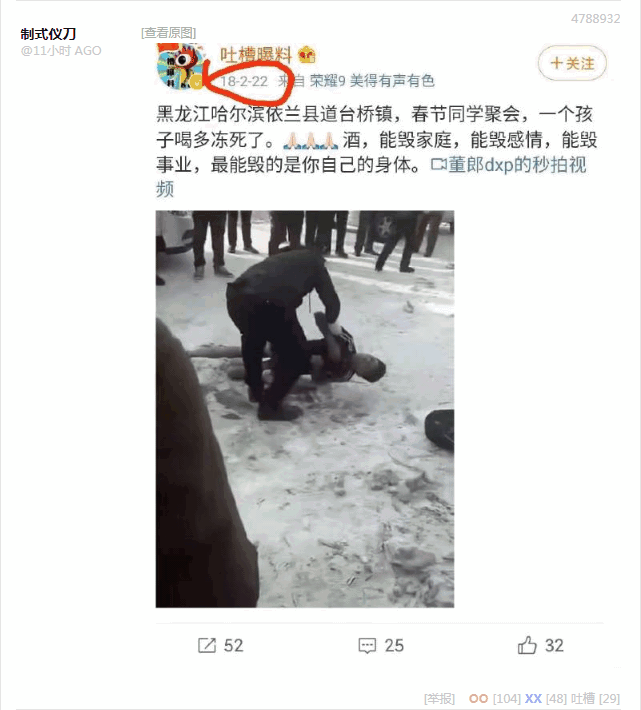 4788932
制式仪刀
[查看原图]
@11小时 AGO
吐槽曝料
18-2-22 来自 荣耀9 美得有声有色
+关注
黑龙江哈尔滨依兰县道台桥镇，春节同学聚会，一个孩
子喝多冻死了。🙏🏻🙏🏻🙏🏻酒，能毁家庭，能毁感情，能毁
事业，最能毁的是你自己的身体。董郎dxp的秒拍视
频
52
25
32
[举报] OO [104] XX [48] 吐槽 [29]